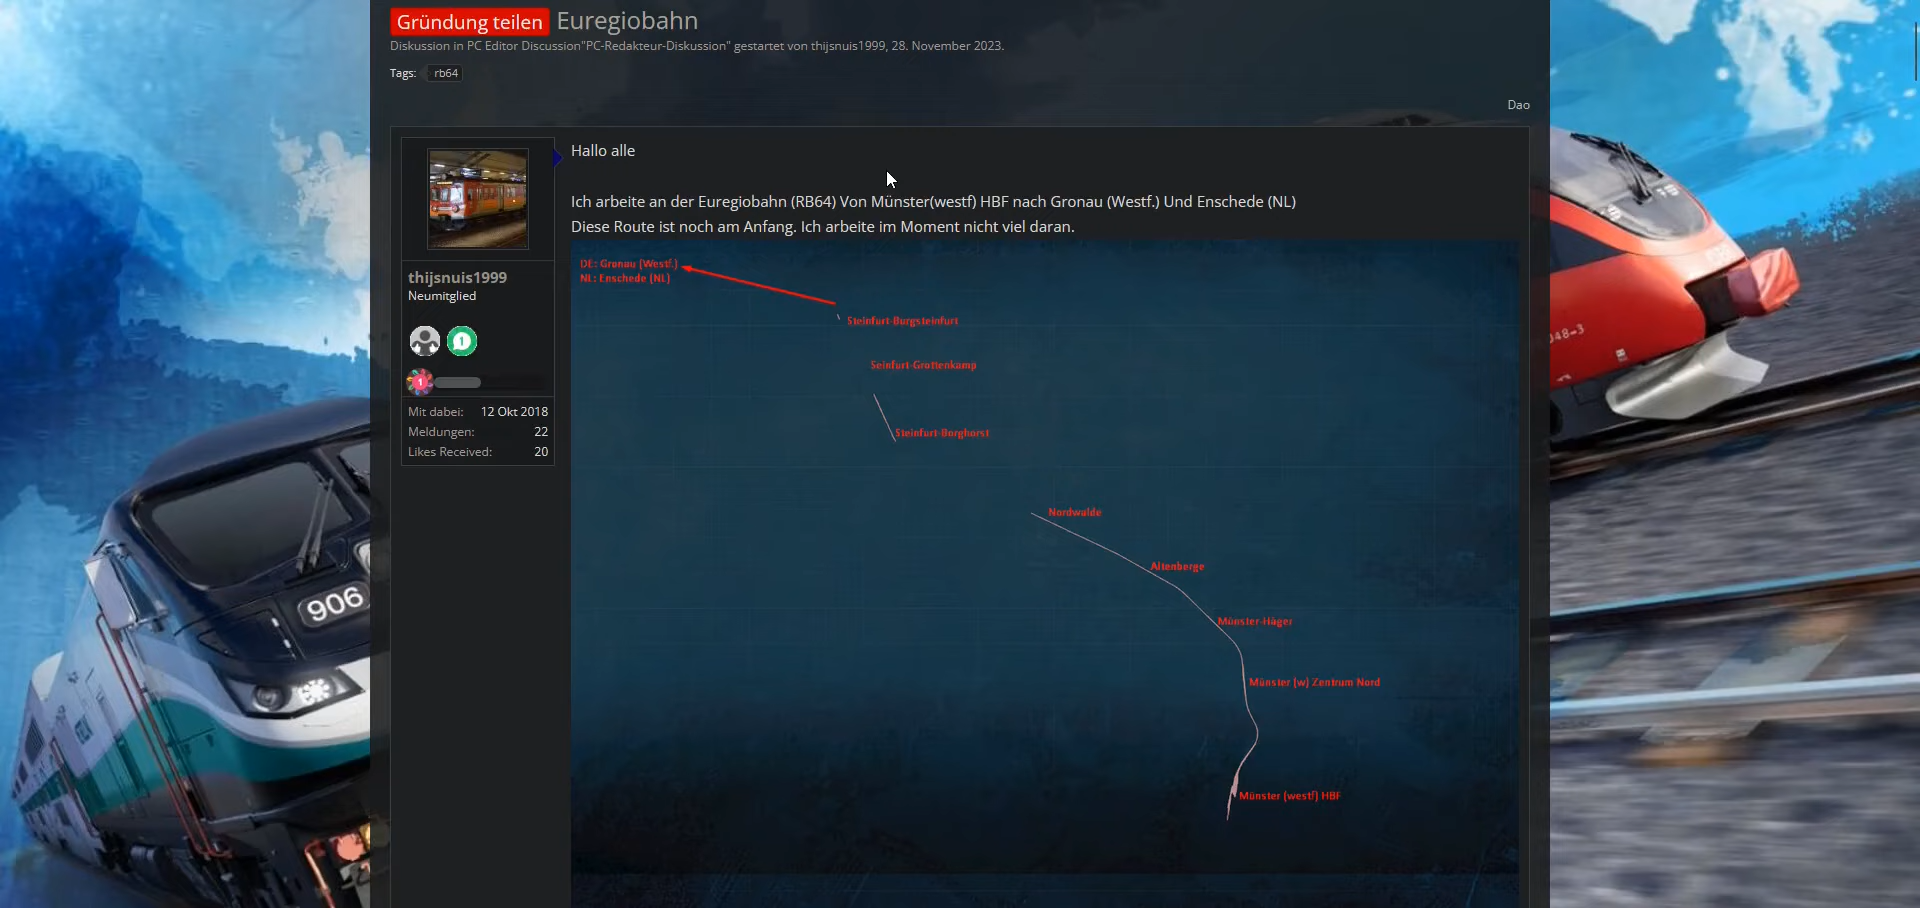 Gründung teilen Euregiobahn
Diskussion in PC Editor Discussion"PC-Redakteur-Diskussion" gestartet von thijsnuis1999, 28. November 2023.
Tags: rb64
Dao
Hallo alle
Ich arbeite an der Euregiobahn (RB64) Von Münster(westf) HBF nach Gronau (Westf.) Und Enschede (NL)
Diese Route ist noch am Anfang. Ich arbeite im Moment nicht viel daran.
thijsnuis1999
Neumitglied
1
1
Mit dabei: 12 Okt 2018
Meldungen: 22
Likes Received: 20
DE: Gronau (Westf.)
NL: Enschede (NL)
Steinfurt-Burgsteinfurt
Seinfurt-Grottenkamp
Steinfurt-Borghorst
Nordwalde
Altenberge
Münster-Häger
Münster (w) Zentrum Nord
Münster (westf) HBF
906
048-3